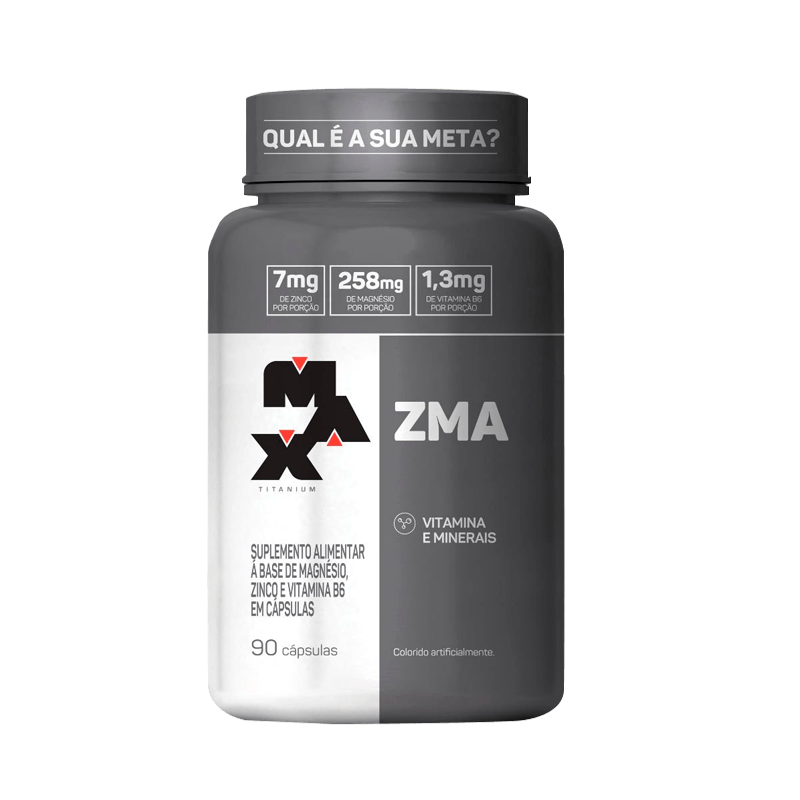 QUAL É A SUA META?
7mg
DE ZINCO
POR PORÇÃO
258mg
DE MAGNÉSIO
POR PORÇÃO
1,3mg
DE VITAMINA B6
POR PORÇÃO
MAX
TITANIUM
ZMA
VITAMINA
E MINERAIS
SUPLEMENTO ALIMENTAR
À BASE DE MAGNÉSIO,
ZINCO E VITAMINA B6
EM CÁPSULAS
90 cápsulas
Colorido artificialmente.